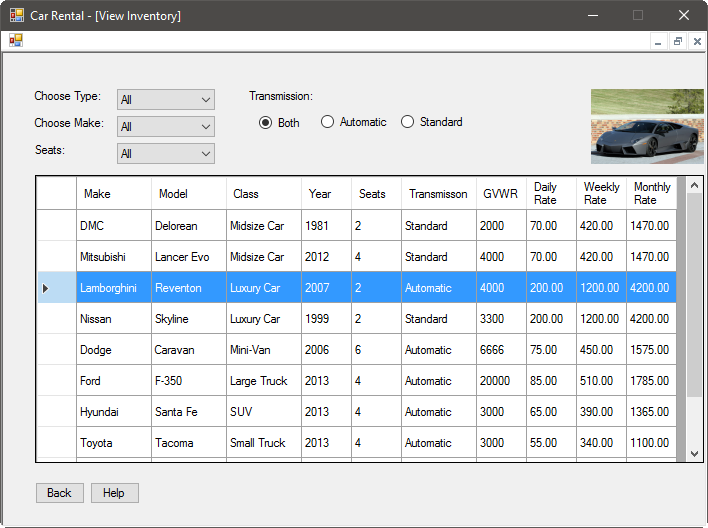 Car Rental - [View Inventory]
Choose Type: All Transmission:
Choose Make: All Both Automatic Standard
Seats: All
Make Model Class Year Seats Transmisson GVWR Daily Rate Weekly Rate Monthly Rate
DMC Delorean Midsize Car 1981 2 Standard 2000 70.00 420.00 1470.00
Mitsubishi Lancer Evo Midsize Car 2012 4 Standard 4000 70.00 420.00 1470.00
Lamborghini Reventon Luxury Car 2007 2 Automatic 4000 200.00 1200.00 4200.00
Nissan Skyline Luxury Car 1999 2 Standard 3300 200.00 1200.00 4200.00
Dodge Caravan Mini-Van 2006 6 Automatic 6666 75.00 450.00 1575.00
Ford F-350 Large Truck 2013 4 Automatic 20000 85.00 510.00 1785.00
Hyundai Santa Fe SUV 2013 4 Automatic 3000 65.00 390.00 1365.00
Toyota Tacoma Small Truck 2013 4 Automatic 3000 55.00 340.00 1100.00
Back Help